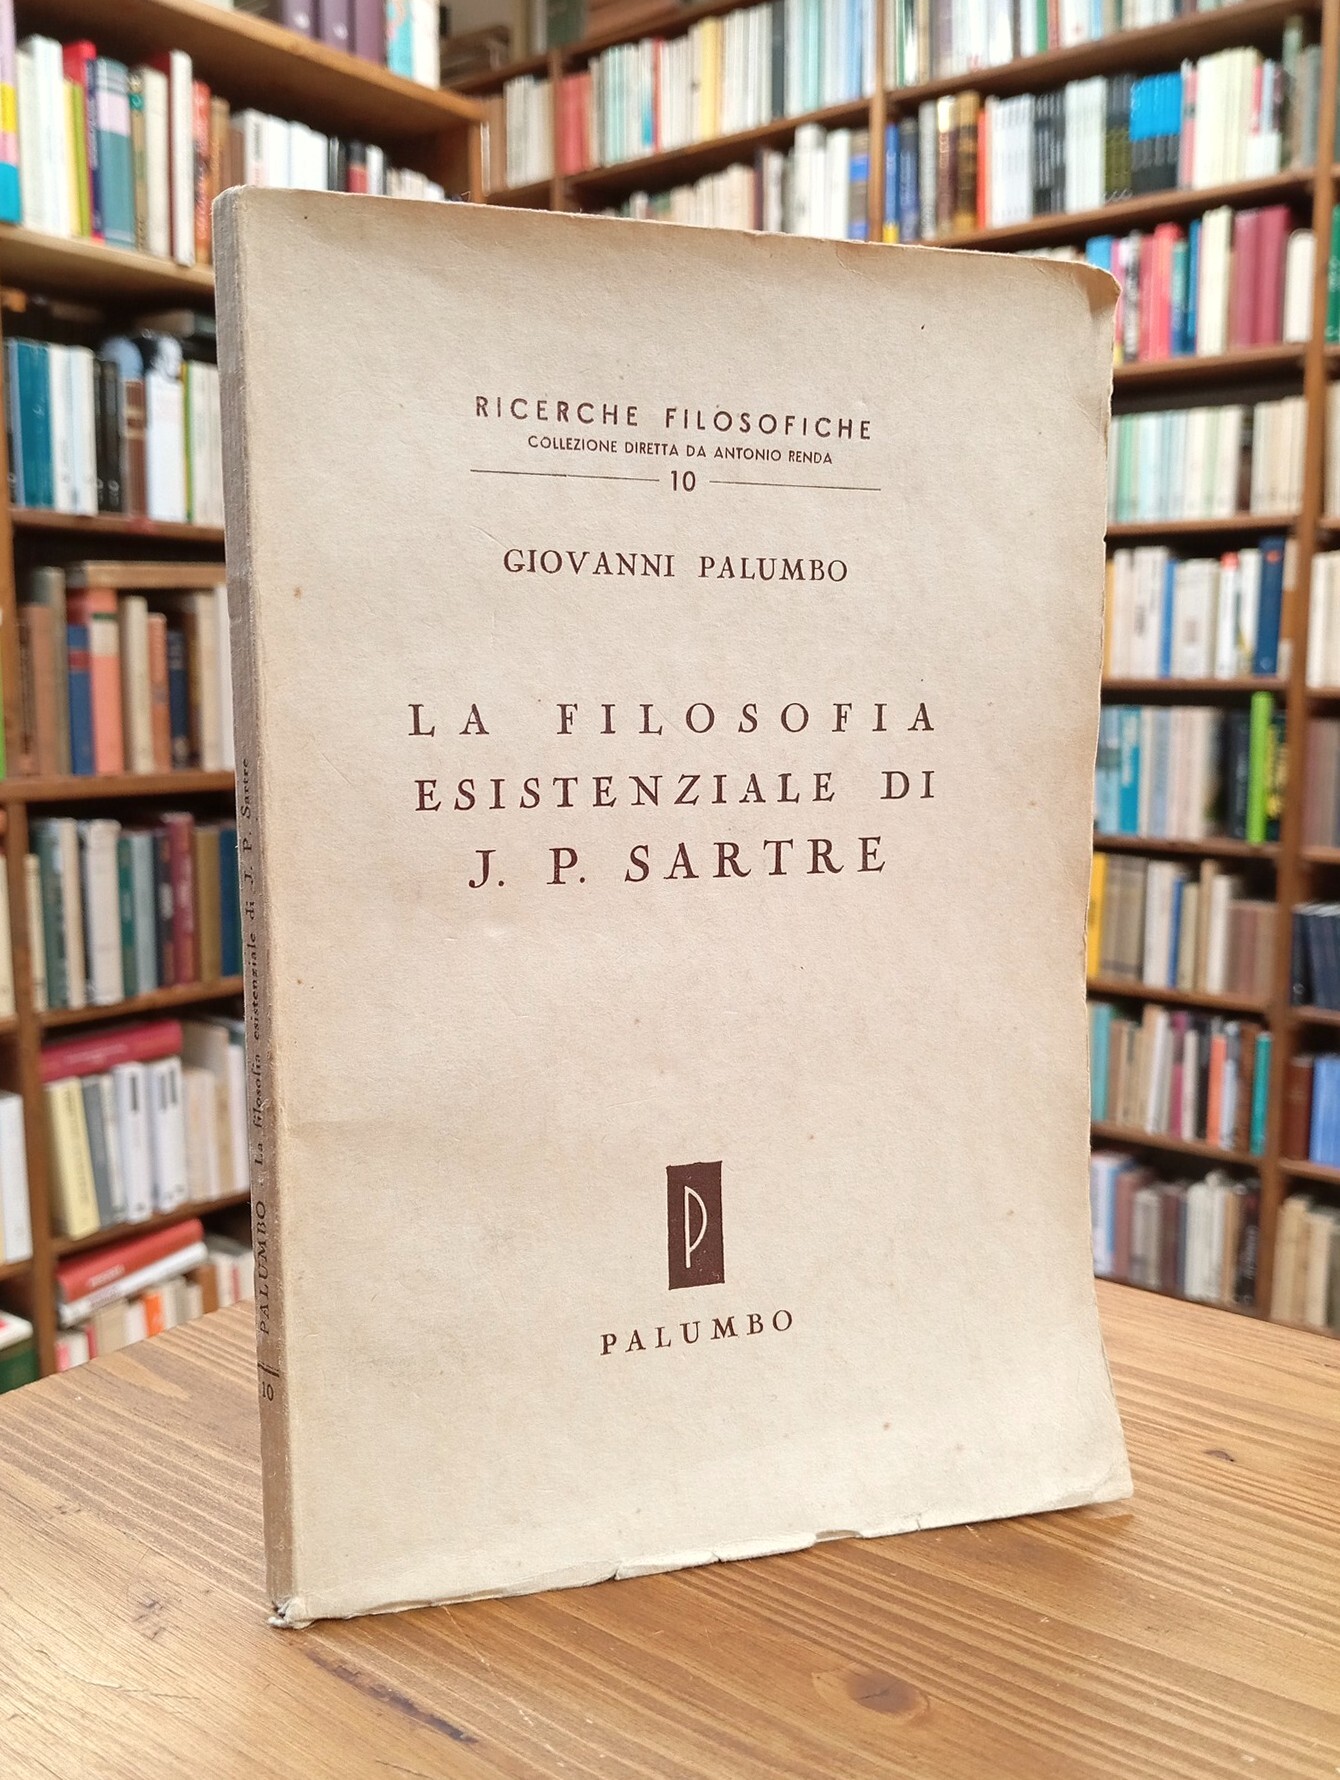 RICERCHE FILOSOFICHE
COLLEZIONE DIRETTA DA ANTONIO RENDA
10
GIOVANNI PALUMBO
LA FILOSOFIA
ESISTENZIALE DI
J. P. SARTRE
P
PALUMBO
10 PALUMBO La filosofia esistenziale di J. P. Sartre